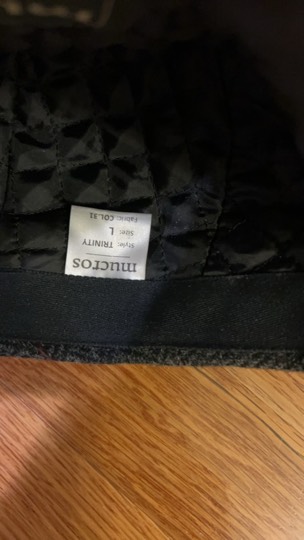 mucros
Style: TRINITY
Size: L
Fabric: COL.31